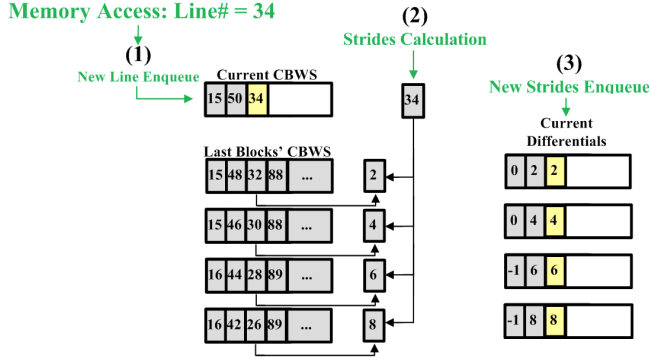 Memory Access: Line# = 34
(1)
New Line Enqueue
Current CBWS
15 50 34
(2)
Strides Calculation
34
(3)
New Strides Enqueue
Current
Differentials
Last Blocks' CBWS
15 48 32 88 ...
2
0 2 2
15 46 30 88 ...
4
0 4 4
16 44 28 89 ...
6
-1 6 6
16 42 26 89 ...
8
-1 8 8